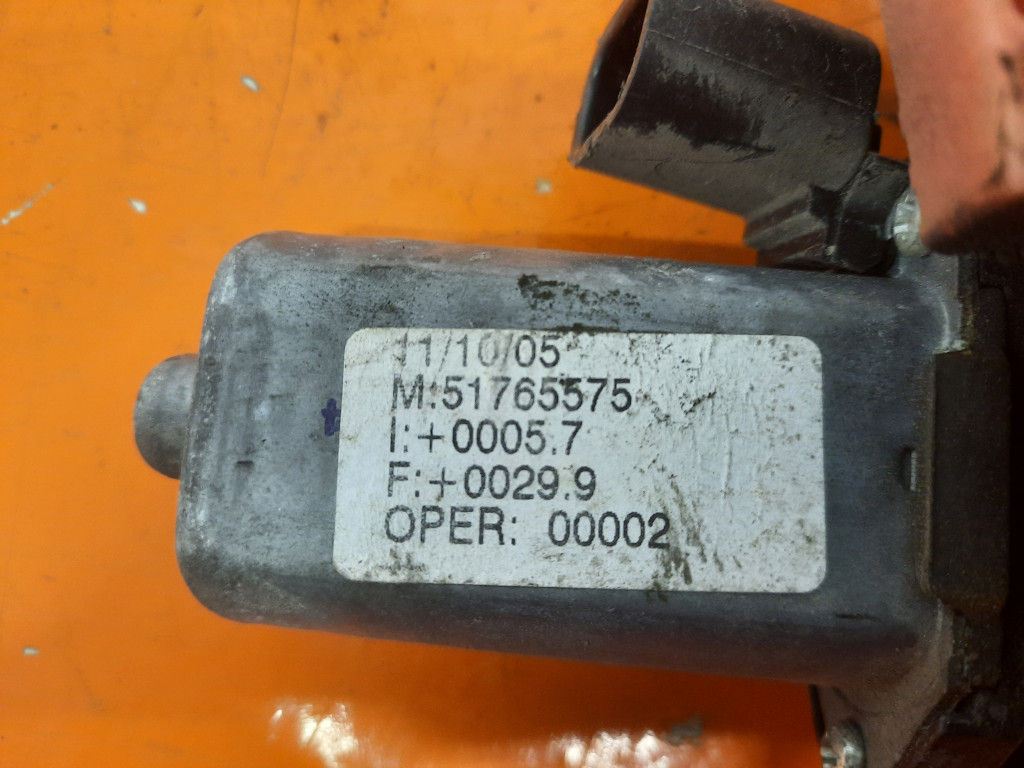 11/10/05
M:51765575
I:+0005.7
F:+0029.9
OPER: 00002